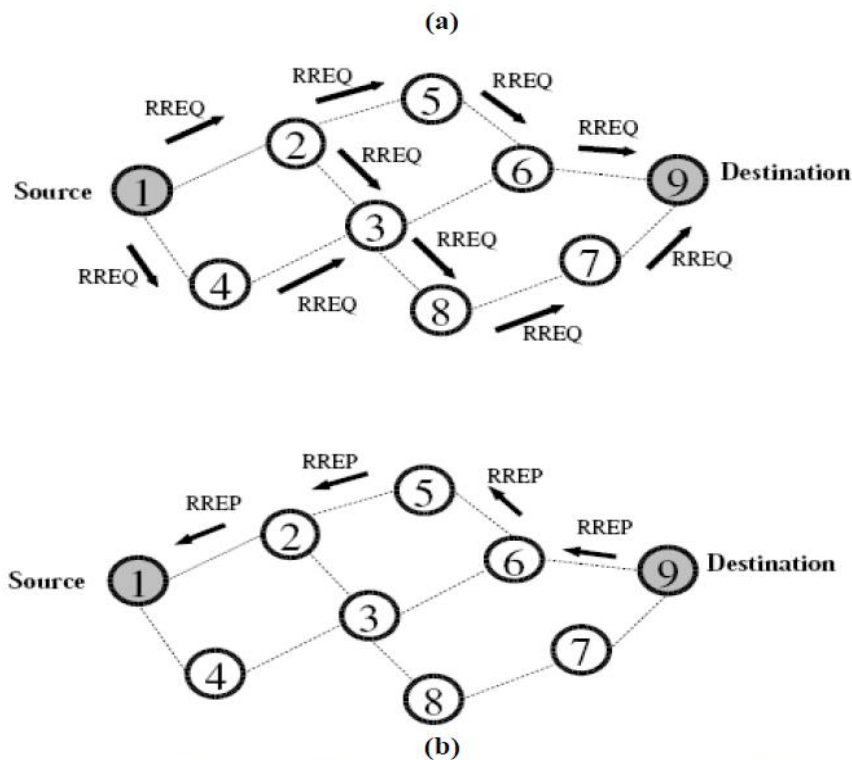 (a)
RREQ
RREQ
RREQ
5
RREQ
2
RREQ
6
Source
1
9
Destination
3
RREQ
RREQ
4
RREQ
7
RREQ
8
RREQ
RREP
5
RREP
RREP
2
RREP
6
Source
1
9
Destination
3
4
7
8
(b)